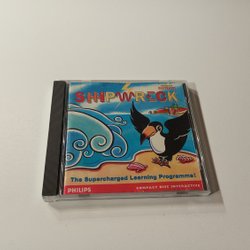 SHIPWRECK
The Supercharged Learning Programme!
PHILIPS
COMPACT DISC INTERACTIVE